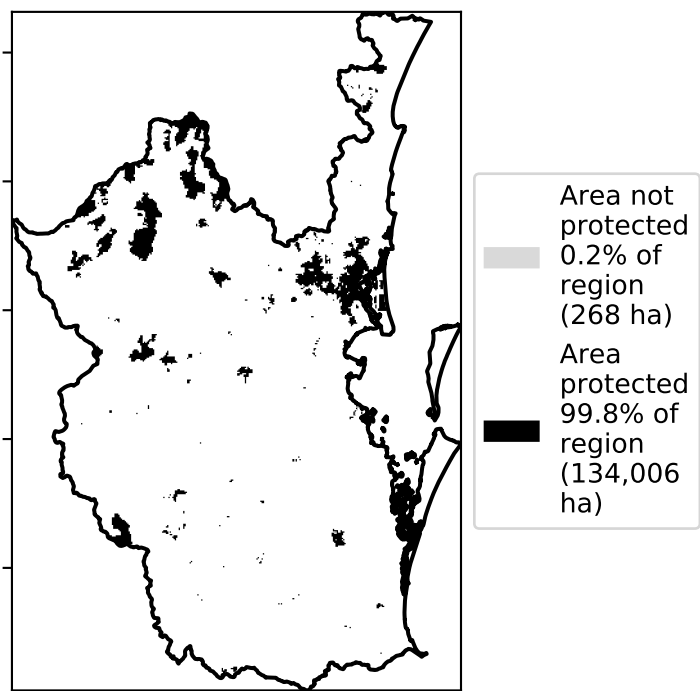 Area not
protected
0.2% of
region
(268 ha)
Area
protected
99.8% of
region
(134,006
ha)